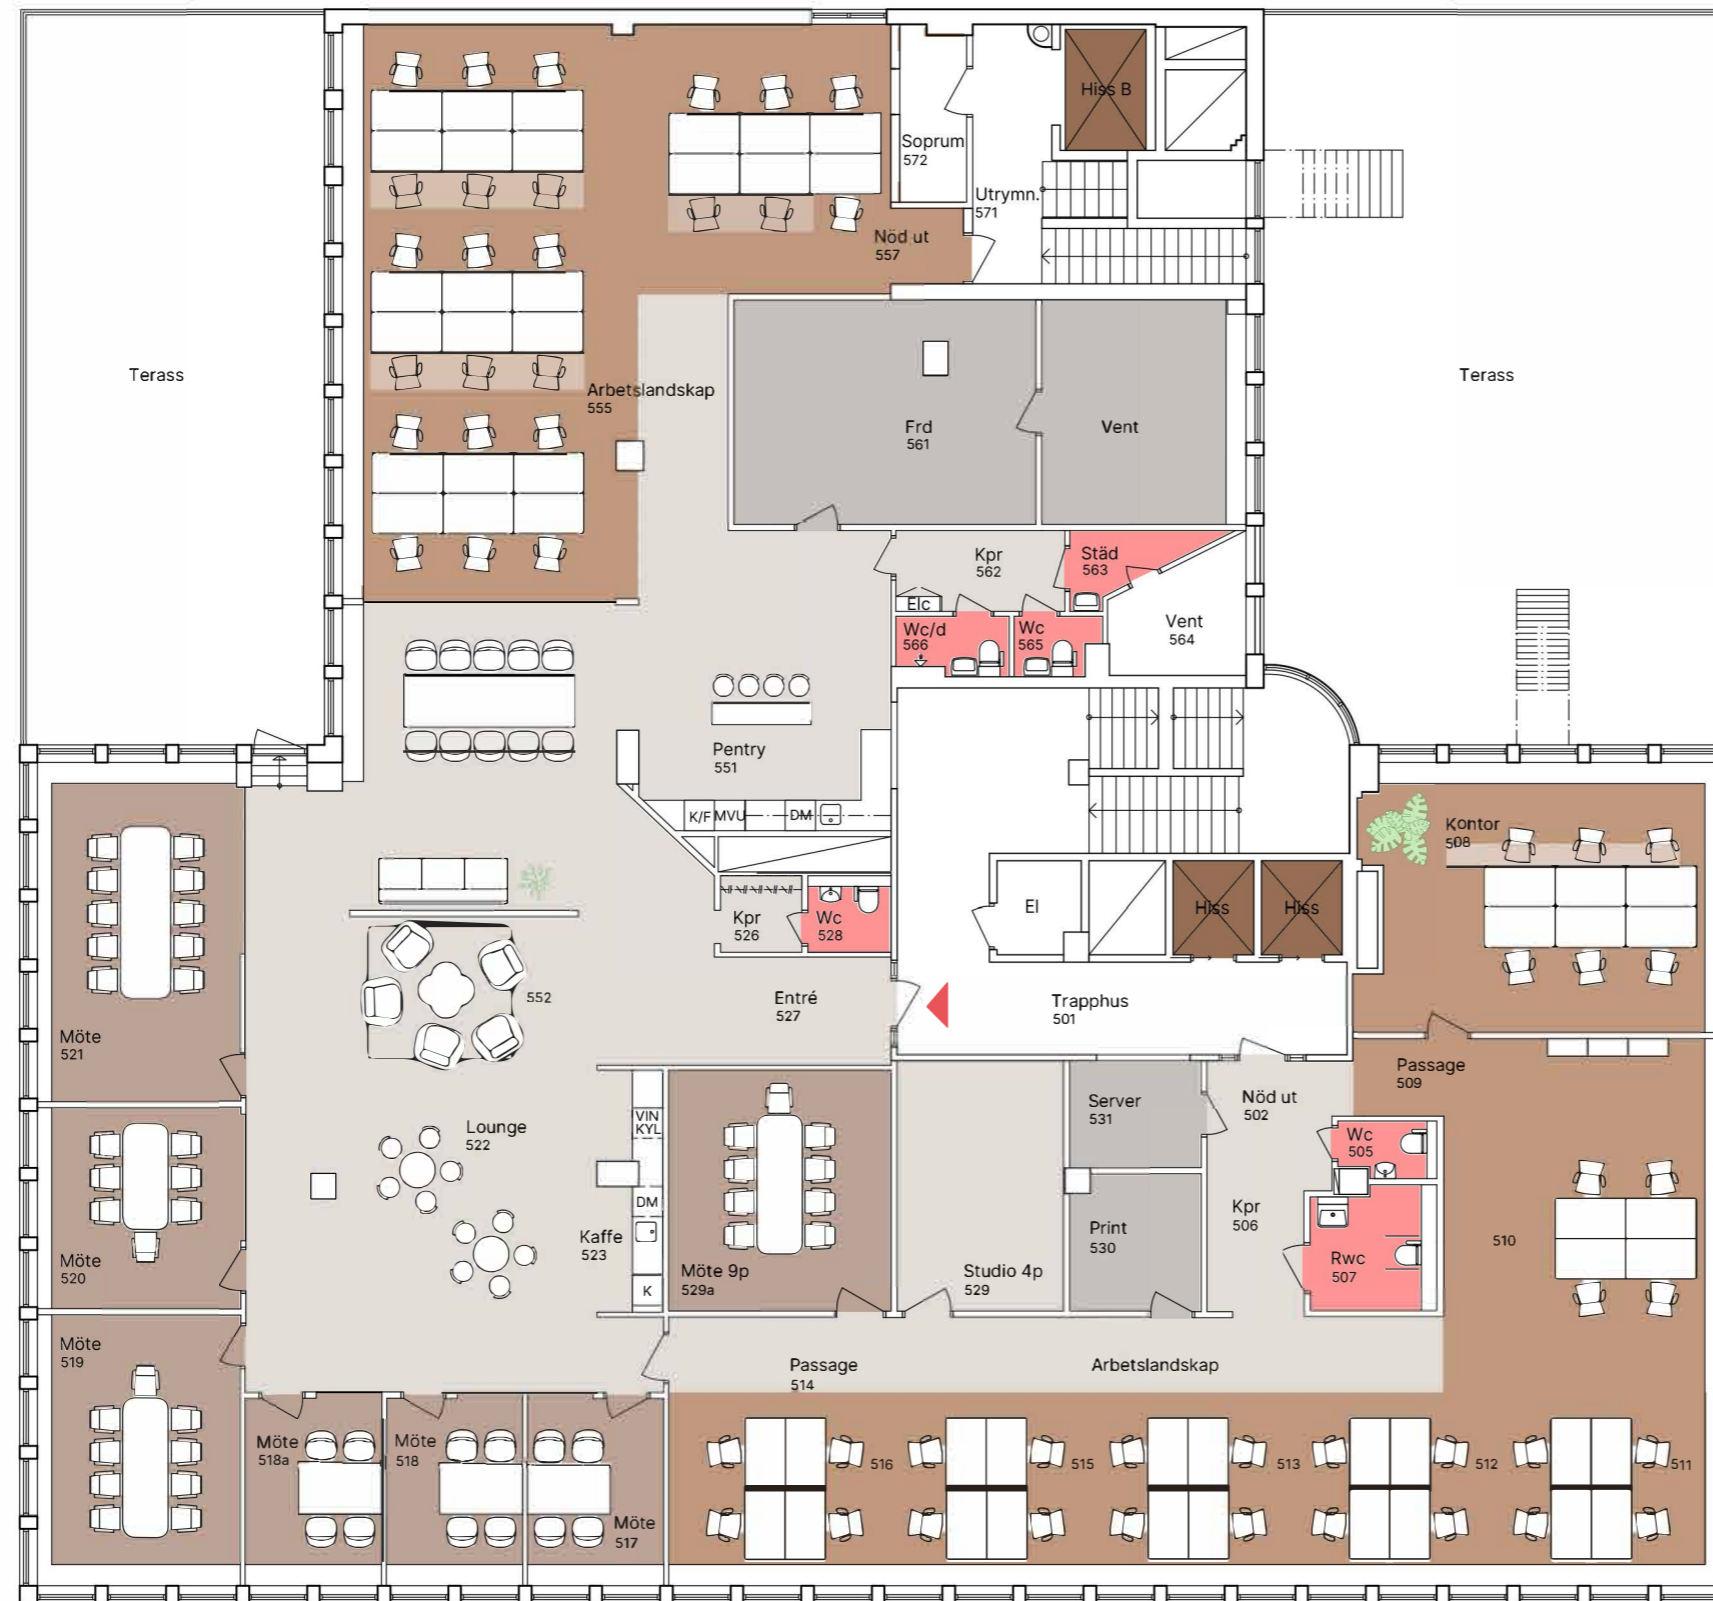 Hiss B
Soprum
572
Utrymn.
571
Nöd ut
557
Terass
Terass
Arbetslandskap
555
Frd
561
Vent
Kpr
562
Städ
563
Elc
Wc/d
566
Wc
565
Vent
564
Pentry
551
K/F
MVU
DM
Kontor
508
Kpr
526
Wc
528
El
Hiss
Hiss
552
Entré
527
Trapphus
501
Möte
521
Passage
509
Server
531
Nöd ut
502
VIN
KYL
Lounge
522
Wc
505
DM
Kpr
506
Print
530
Kaffe
523
Rwc
507
510
Möte
520
Möte 9p
529a
Studio 4p
529
K
Möte
519
Passage
514
Arbetslandskap
Möte
518a
Möte
518
516
515
513
512
511
Möte
517